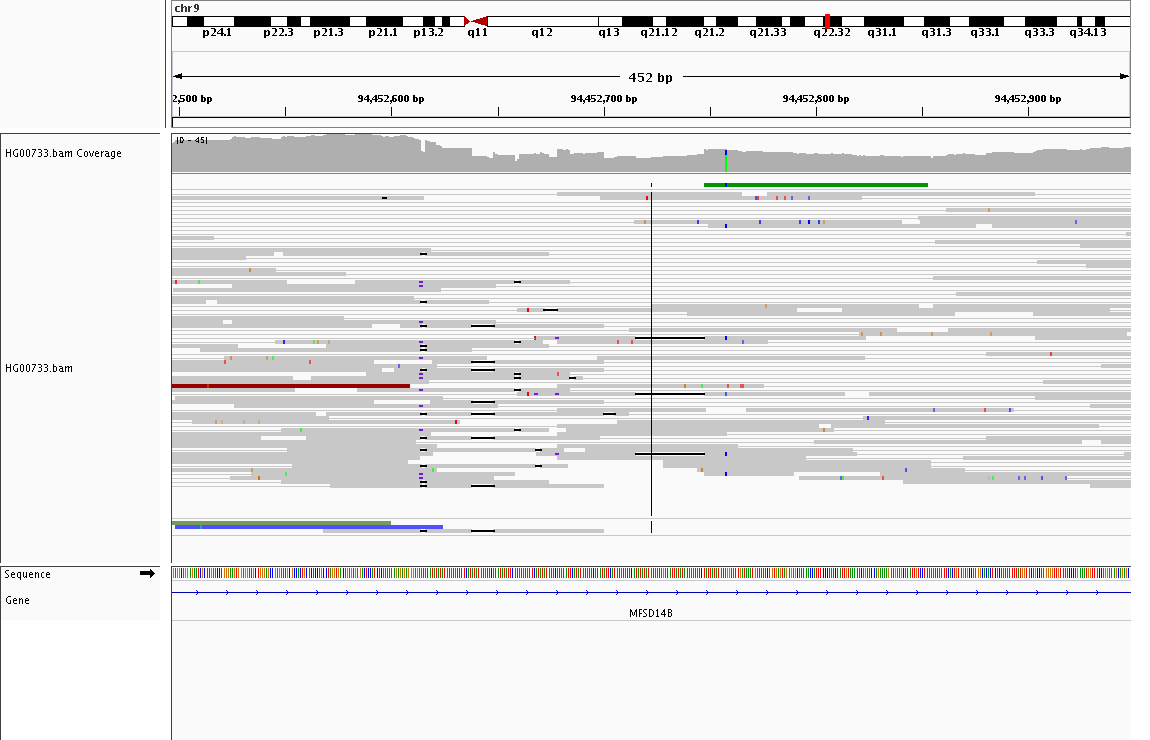 chr9
p24.1 p22.3 p21.3 p21.1 p13.2 q11 q12 q13 q21.12 q21.2 q21.33 q22.32 q31.1 q31.3 q33.1 q33.3 q34.13
452 bp
2,500 bp 94,452,600 bp 94,452,700 bp 94,452,800 bp 94,452,900 bp
[0 - 45]
HG00733.bam Coverage
HG00733.bam
Sequence
Gene
MFSD14B